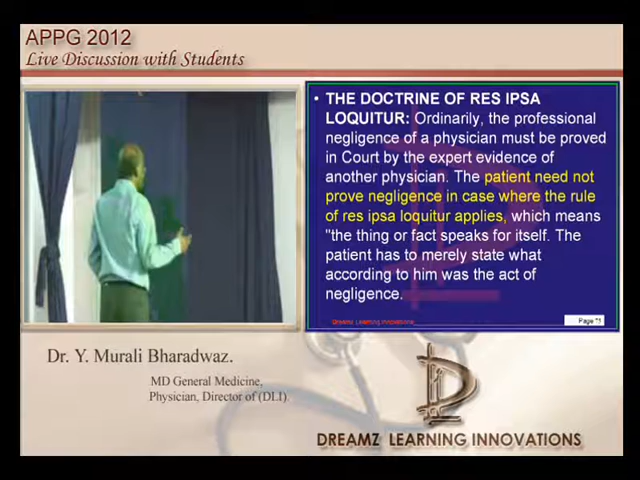 APPG 2012
Live Discussion with Students
• THE DOCTRINE OF RES IPSA
LOQUITUR: Ordinarily, the professional
negligence of a physician must be proved
in Court by the expert evidence of
another physician. The patient need not
prove negligence in case where the rule
of res ipsa loquitur applies, which means
"the thing or fact speaks for itself. The
patient has to merely state what
according to him was the act of
negligence.
Dreamz Learning Innovations
Page
Dr. Y. Murali Bharadwaz.
MD General Medicine,
Physician, Director of (DLI)
DREAMZ LEARNING INNOVATIONS